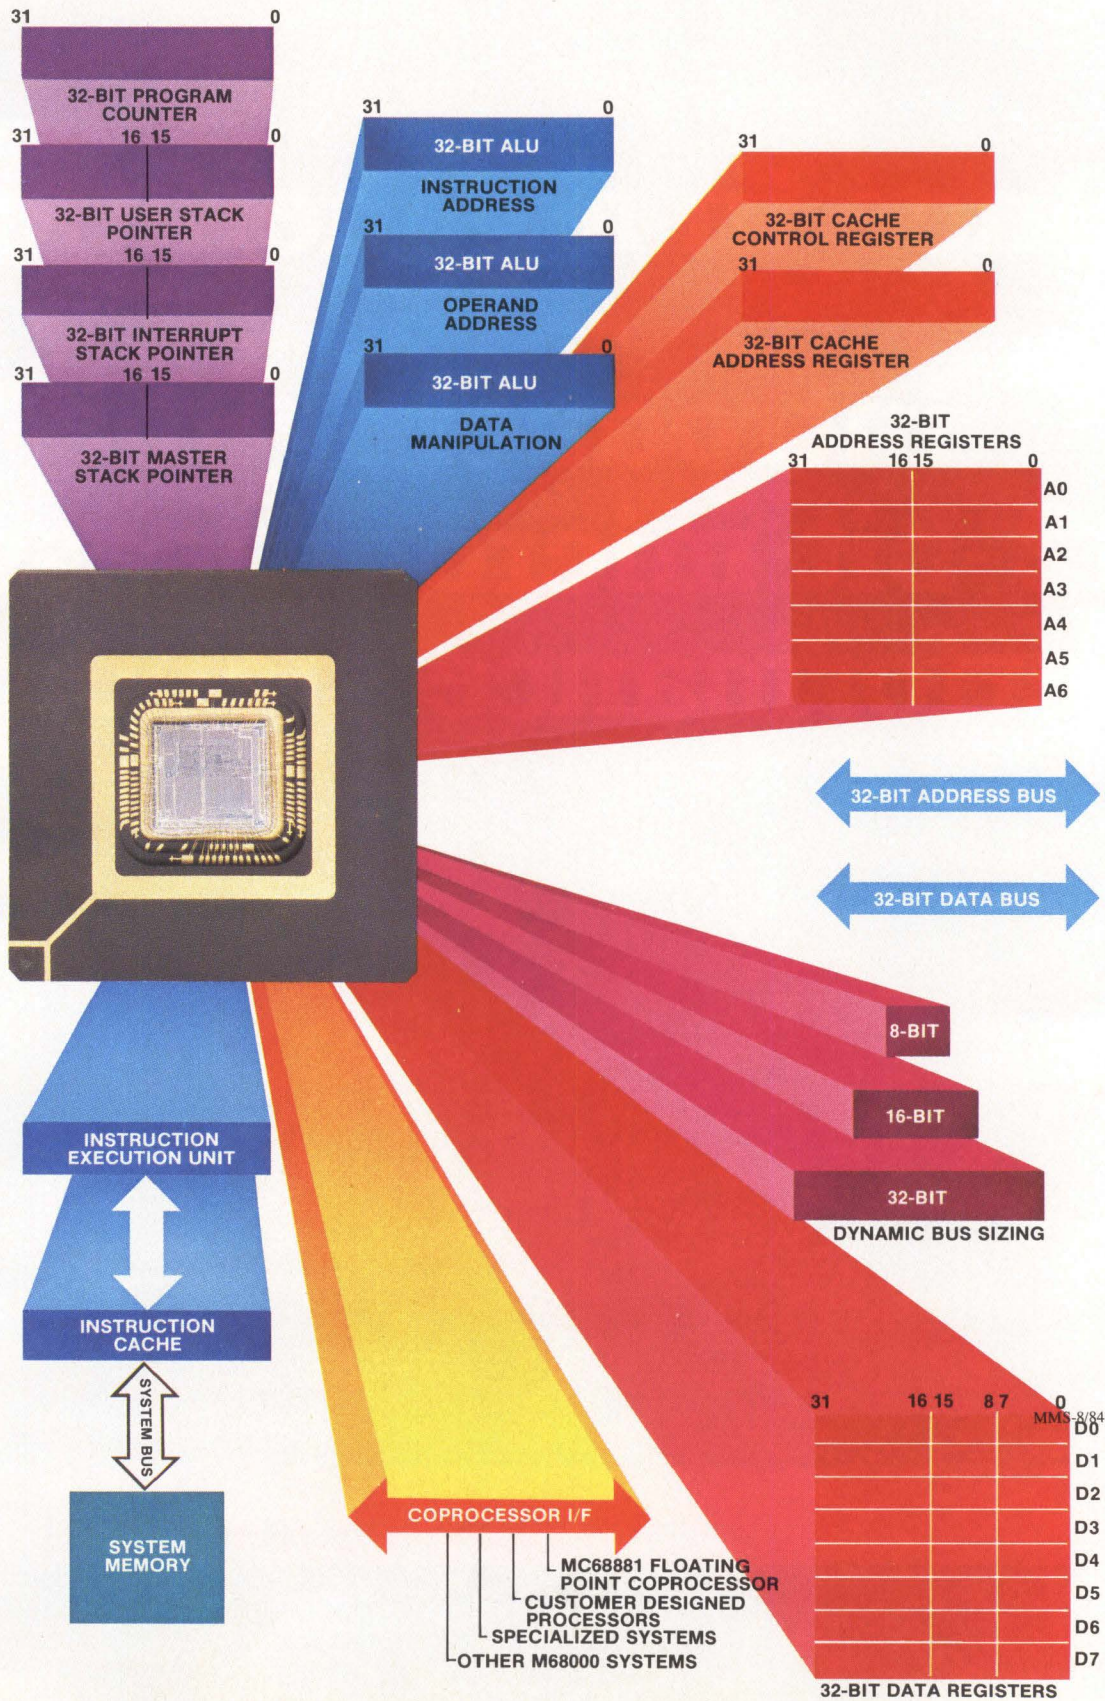 31 0
32-BIT PROGRAM
COUNTER
31 16 15 0
32-BIT USER STACK
POINTER
31 16 15 0
32-BIT INTERRUPT
STACK POINTER
31 16 15 0
32-BIT MASTER
STACK POINTER
31 0
32-BIT ALU
INSTRUCTION
ADDRESS
31 0
32-BIT ALU
OPERAND
ADDRESS
31 0
32-BIT ALU
DATA
MANIPULATION
31 0
32-BIT CACHE
CONTROL REGISTER
31 0
32-BIT CACHE
ADDRESS REGISTER
32-BIT
ADDRESS REGISTERS
31 16 15 0
A0
A1
A2
A3
A4
A5
A6
32-BIT ADDRESS BUS
32-BIT DATA BUS
8-BIT
16-BIT
32-BIT
DYNAMIC BUS SIZING
INSTRUCTION
EXECUTION UNIT
INSTRUCTION
CACHE
SYSTEM BUS
SYSTEM
MEMORY
COPROCESSOR I/F
MC68881 FLOATING
POINT COPROCESSOR
CUSTOMER DESIGNED
PROCESSORS
SPECIALIZED SYSTEMS
OTHER M68000 SYSTEMS
31 16 15 8 7 0
MMS-8/84
D0
D1
D2
D3
D4
D5
D6
D7
32-BIT DATA REGISTERS